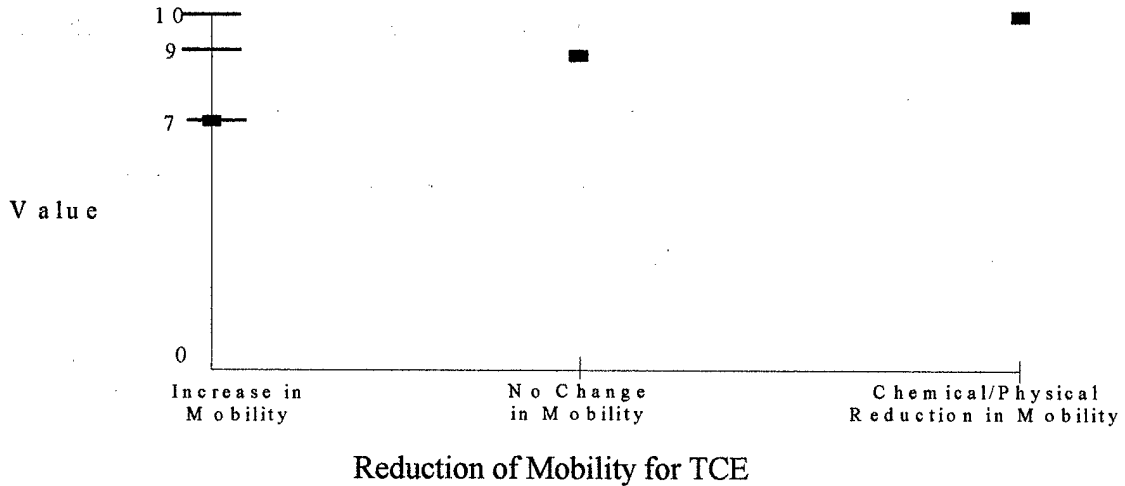 10
9
7
Value
0
Increase in
Mobility
No Change
in Mobility
Chemical/Physical
Reduction in Mobility
Reduction of Mobility for TCE